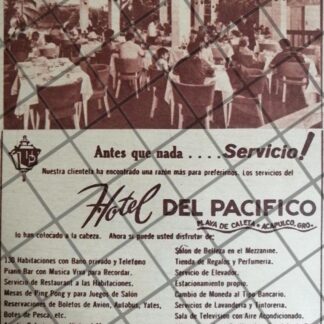 Antes que nada .... Servicio!
Nuestra clientela ha encontrado una razón más para preferirnos. Los servicios del
Hotel DEL PACIFICO
PLAYA DE CALETA • ACAPULCO, GRO.
lo han colocado a la cabeza. Ahora si puede usted disfrutar de:
138 Habitaciones con Baño privado y Teléfono
Piano Bar con Musica Viva para Recordar.
Servicio de Restaurant a las Habitaciones.
Mesas de Ping Pong y para Juegos de Salón
Reservaciones de Boletos de Avion, Autobus, Yates,
Botes de Pesca, etc.
Salón de Belleza en el Mezzanine.
Tienda de Regalos y Perfumeria.
Servicio de Elevador.
Estacionamiento propio.
Cambio de Moneda al Tipo Bancario.
Servicios de Lavanderia y Tintoreria.
Sala de Television con Aire Acondicionado.